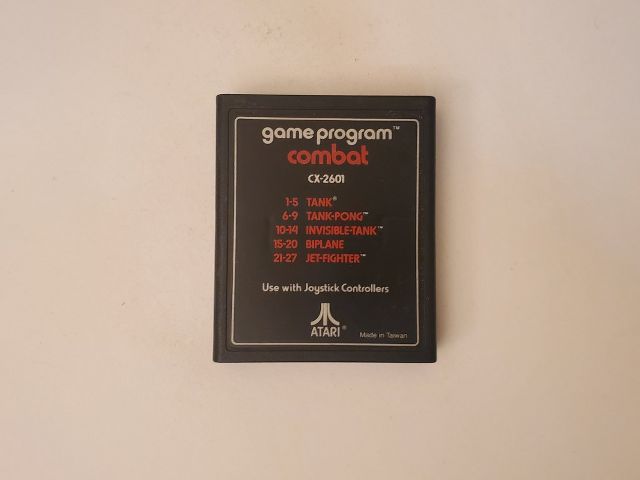 game program™
combat
CX-2601
1-5 TANK®
6-9 TANK-PONG™
10-14 INVISIBLE-TANK™
15-20 BIPLANE
21-27 JET-FIGHTER™
Use with Joystick Controllers
ATARI®
Made in Taiwan